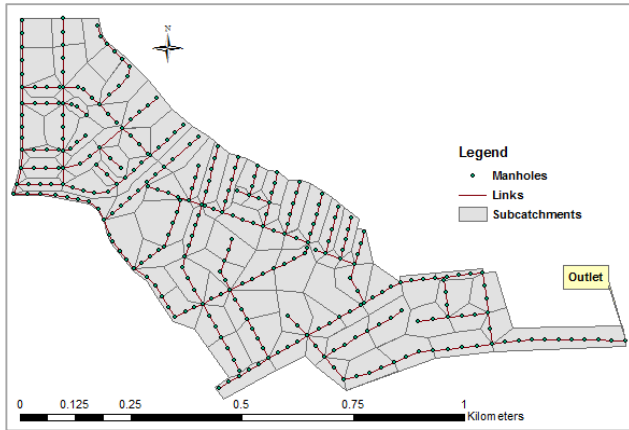 N
Legend
Manholes
Links
Subcatchments
Outlet
0 0.125 0.25 0.5 0.75 1
Kilometers